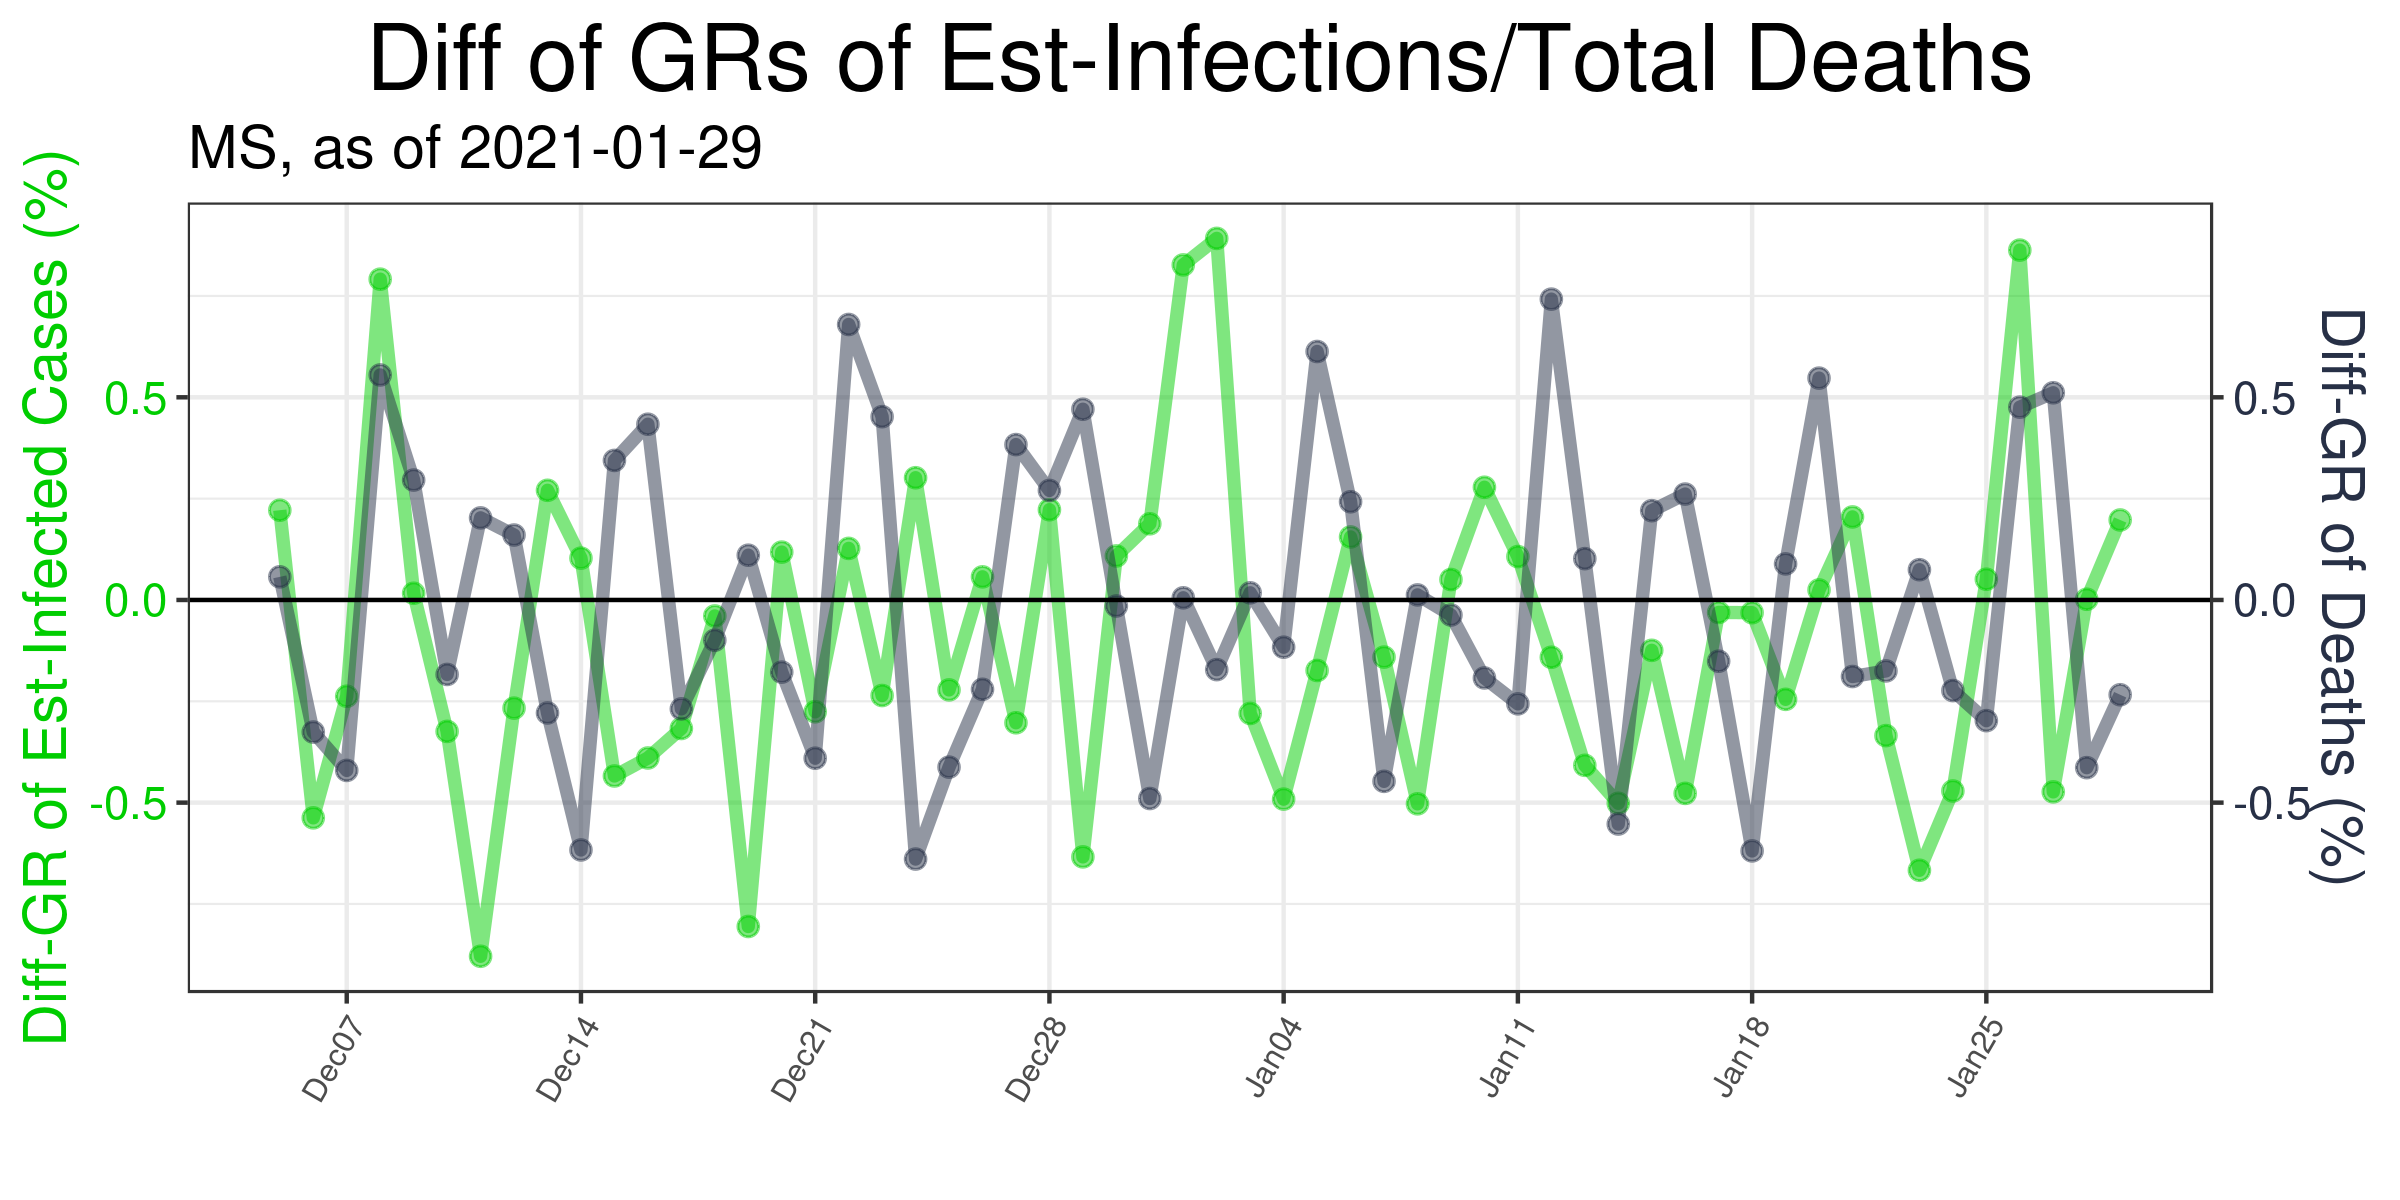 Diff of GRs of Est-Infections/Total Deaths
MS, as of 2021-01-29
Diff-GR of Est-Infected Cases (%)
0.5
0.0
-0.5
0.5
0.0
-0.5
Diff-GR of Deaths (%)
Dec07
Dec14
Dec21
Dec28
Jan04
Jan11
Jan18
Jan25